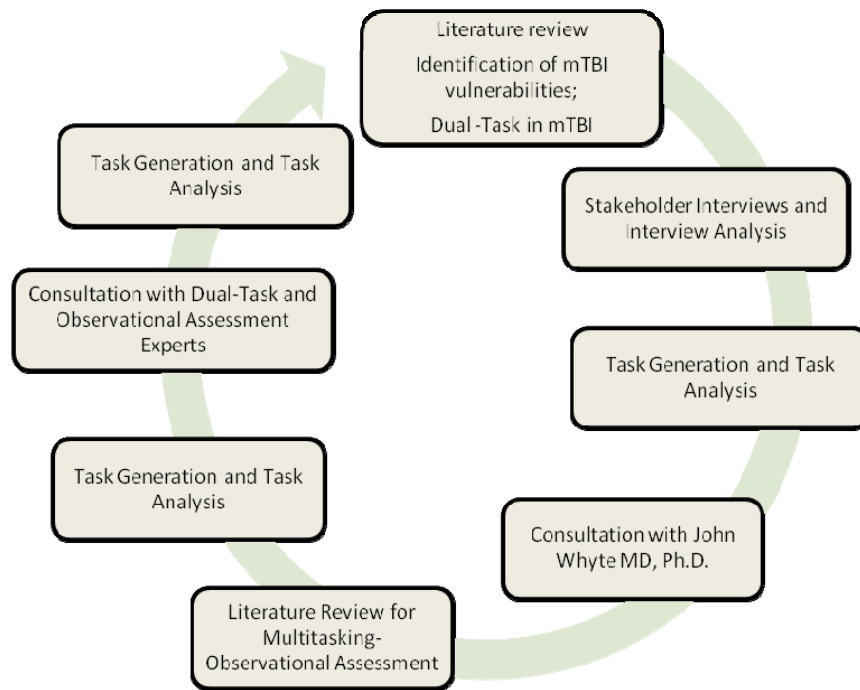 Literature review
Identification of mTBI
vulnerabilities;
Dual -Task in mTBI
Stakeholder Interviews and
Interview Analysis
Task Generation and Task
Analysis
Consultation with John
Whyte MD, Ph.D.
Literature Review for
Multitasking-
Observational Assessment
Task Generation and Task
Analysis
Consultation with Dual-Task and
Observational Assessment
Experts
Task Generation and Task
Analysis